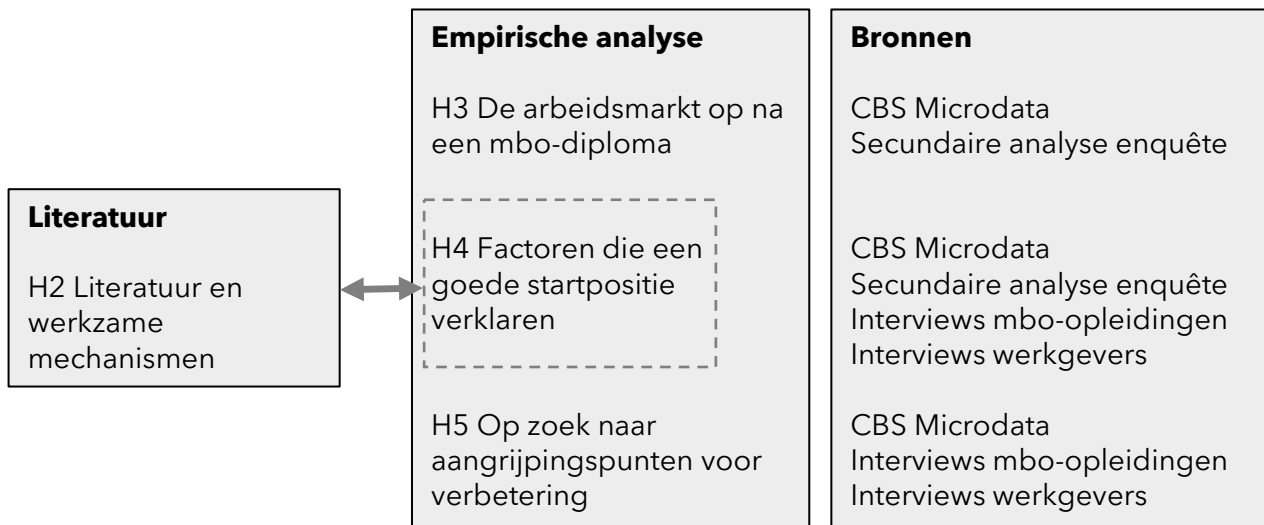 Literatuur
H2 Literatuur en
werkzame
mechanismen
Empirische analyse
H3 De arbeidsmarkt op na
een mbo-diploma
H4 Factoren die een
goede startpositie
verklaren
H5 Op zoek naar
aangrijpingspunten voor
verbetering
Bronnen
CBS Microdata
Secundaire analyse enquête
CBS Microdata
Secundaire analyse enquête
Interviews mbo-opleidingen
Interviews werkgevers
CBS Microdata
Interviews mbo-opleidingen
Interviews werkgevers